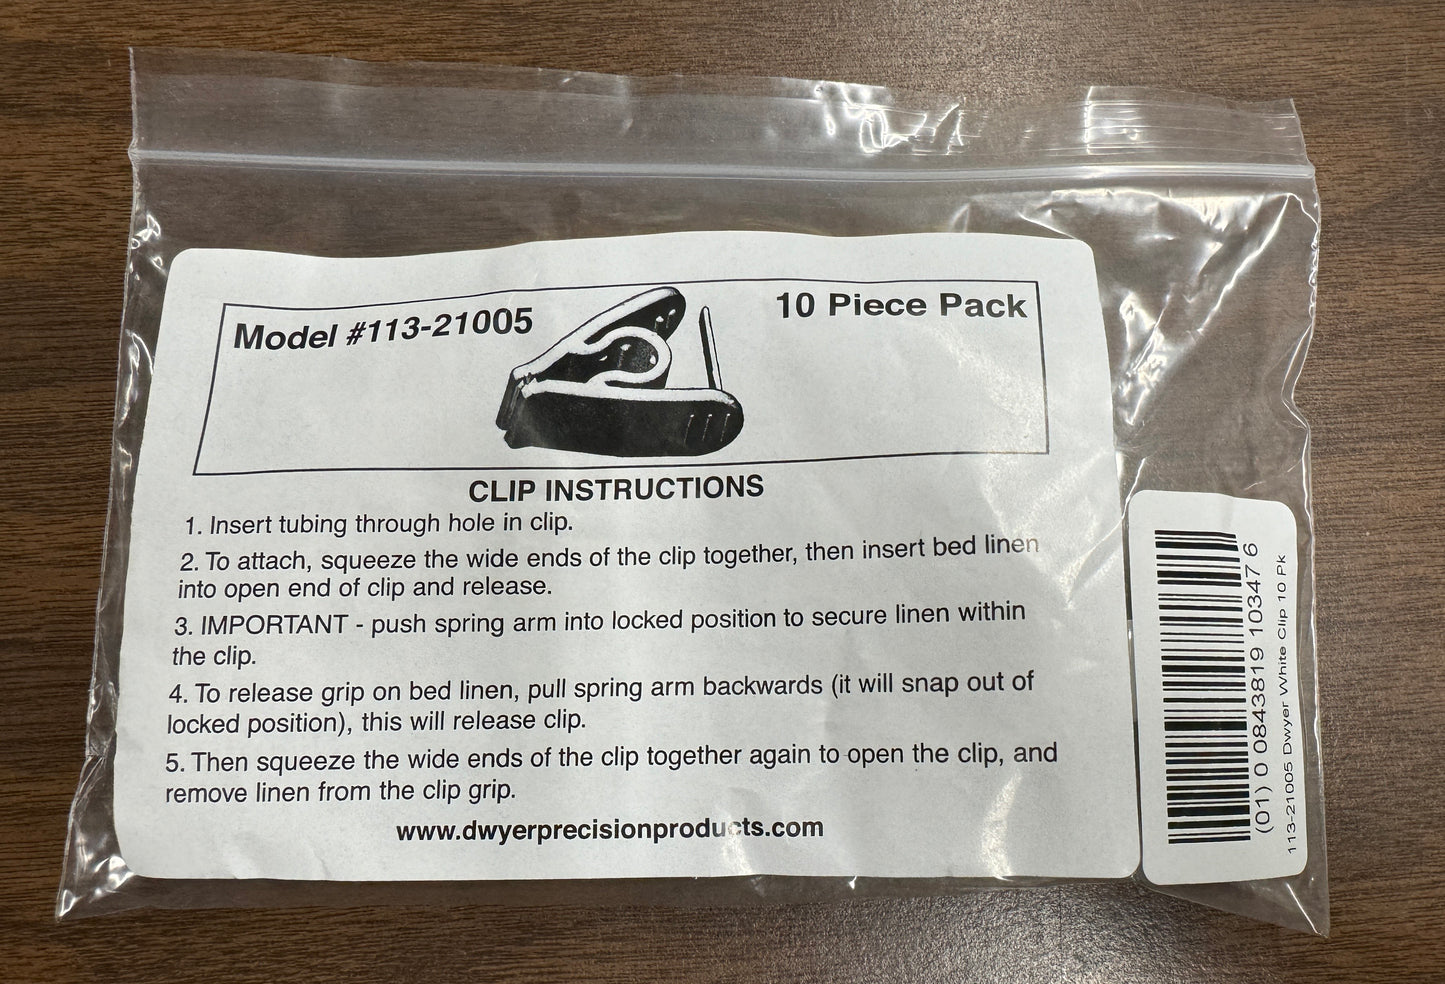 Model #113-21005
10 Piece Pack
CLIP INSTRUCTIONS
1. Insert tubing through hole in clip.
2. To attach, squeeze the wide ends of the clip together, then insert bed linen
into open end of clip and release.
3. IMPORTANT - push spring arm into locked position to secure linen within
the clip.
4. To release grip on bed linen, pull spring arm backwards (it will snap out of
locked position), this will release clip.
5. Then squeeze the wide ends of the clip together again to open the clip, and
remove linen from the clip grip.
www.dwyerprecisionproducts.com
(01) 0 0843819 10347 6
113-21005 Dwyer White Clip 10 Pk